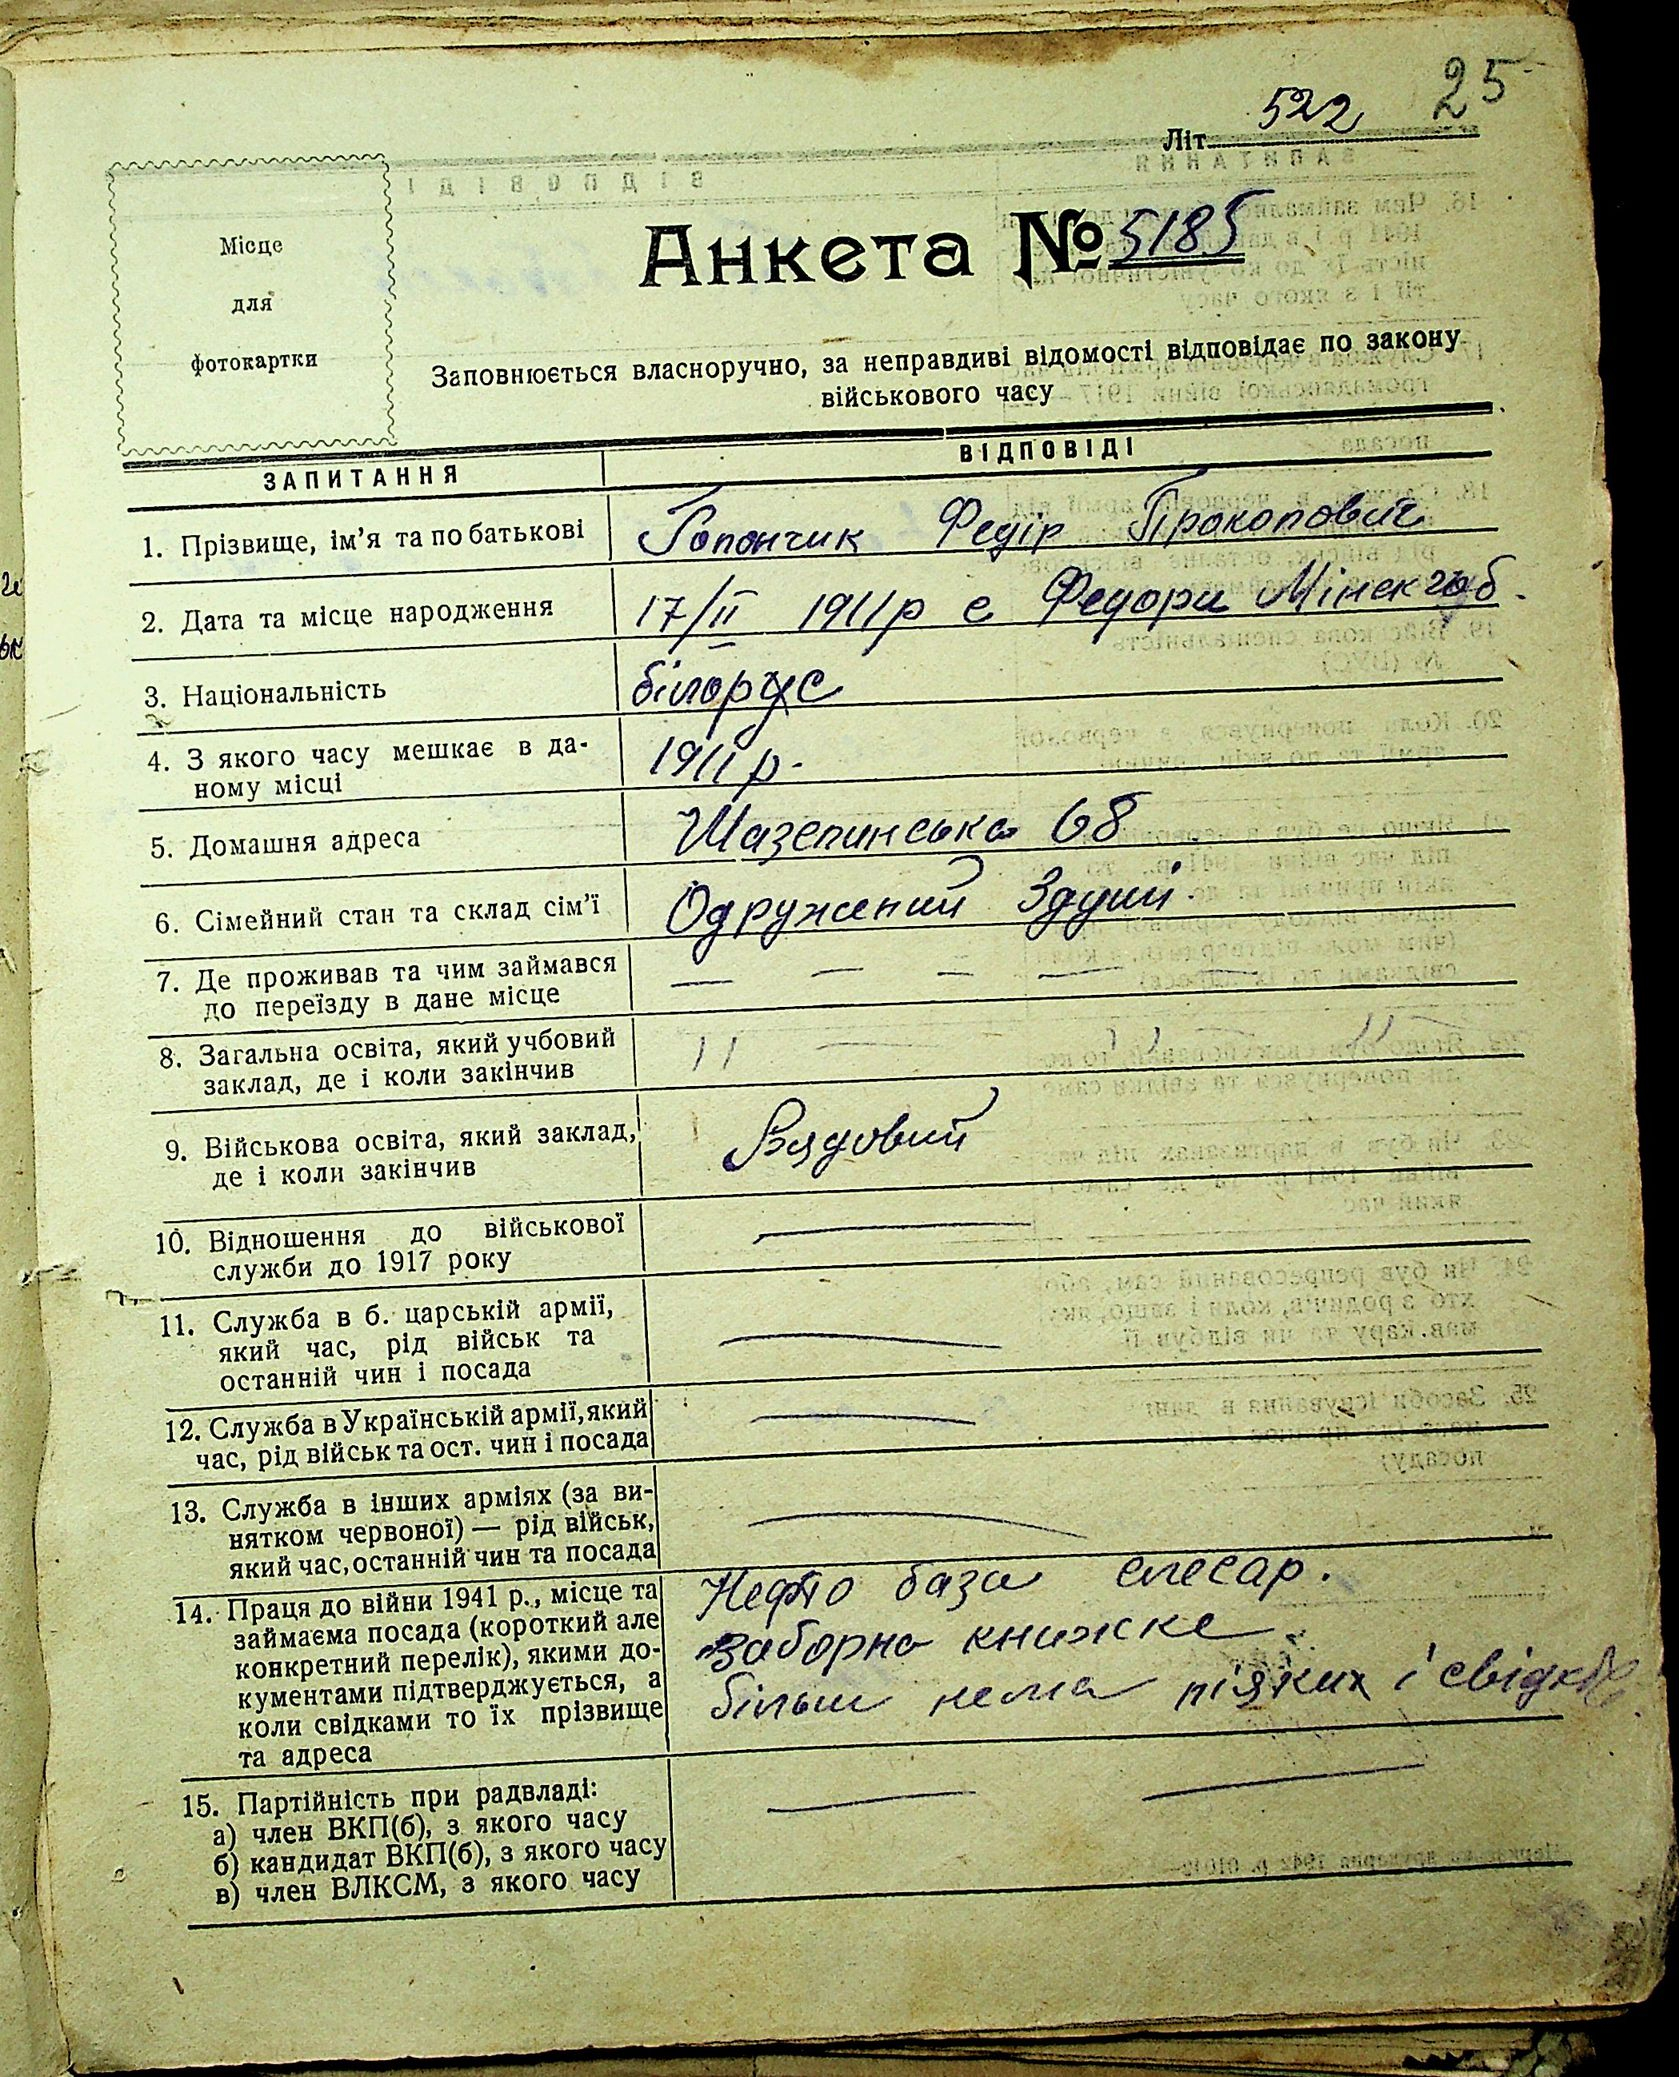 25
Літ. 522
Місце
для
фотокартки
Анкета № 5185
Заповнюється власноручно, за неправдиві відомості відповідає по закону
військового часу
ЗАПИТАННЯ ВІДПОВІДІ
1. Прізвище, ім'я та по батькові Гопончик Федір Прокопович
2. Дата та місце народження 17/II 1911р с Федори Мінск губ.
3. Національність білорус
4. З якого часу мешкає в да- 1911 р.
ному місці
5. Домашня адреса 68
6. Сімейний стан та склад сім'ї Одружений
7. Де проживав та чим займався — — — — —
до переїзду в дане місце
8. Загальна освіта, який учбовий
заклад, де і коли закінчив
9. Військова освіта, який заклад, Рядовий
де і коли закінчив
10. Відношення до військової —
служби до 1917 року
11. Служба в б. царській армії,
який час, рід військ та —
останній чин і посада
12. Служба в Українській армії, який —
час, рід військ та ост. чин і посада
13. Служба в інших арміях (за ви-
нятком червоної) — рід військ, —
який час, останній чин та посада
14. Праця до війни 1941 р., місце та Нефто база слесар.
займаєма посада (короткий але заборна книжке
конкретний перелік), якими до-
кументами підтверджується, а більш нема ніяких і
коли свідками то їх прізвище
та адреса
15. Партійність при радвладі: — —
а) член ВКП(б), з якого часу
б) кандидат ВКП(б), з якого часу
в) член ВЛКСМ, з якого часу